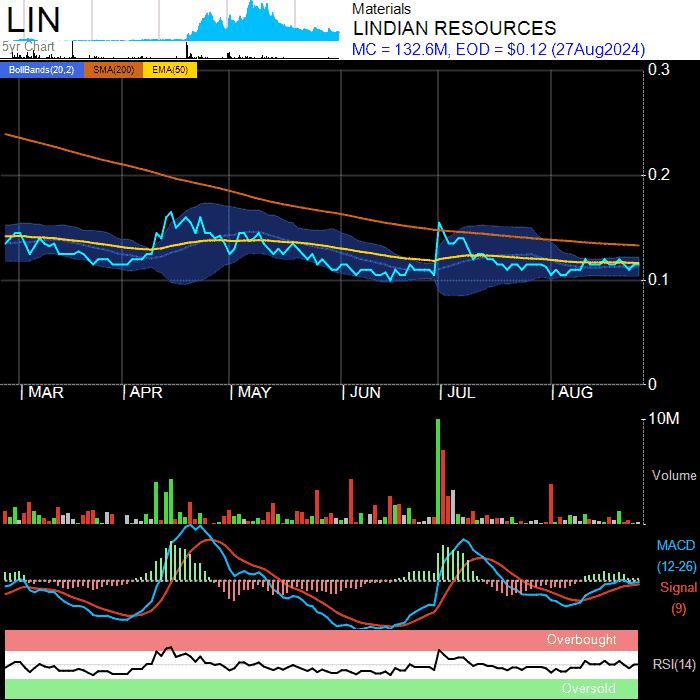 LIN
5yr Chart
Materials
LINDIAN RESOURCES
MC = 132.6M, EOD = $0.12 (27Aug2024)
BollBands(20,2) SMA(200) EMA(50)
0.3
0.2
0.1
0
| MAR | APR | MAY | JUN | JUL | AUG
10M
Volume
MACD
(12-26)
Signal
(9)
Overbought
RSI(14)
Oversold